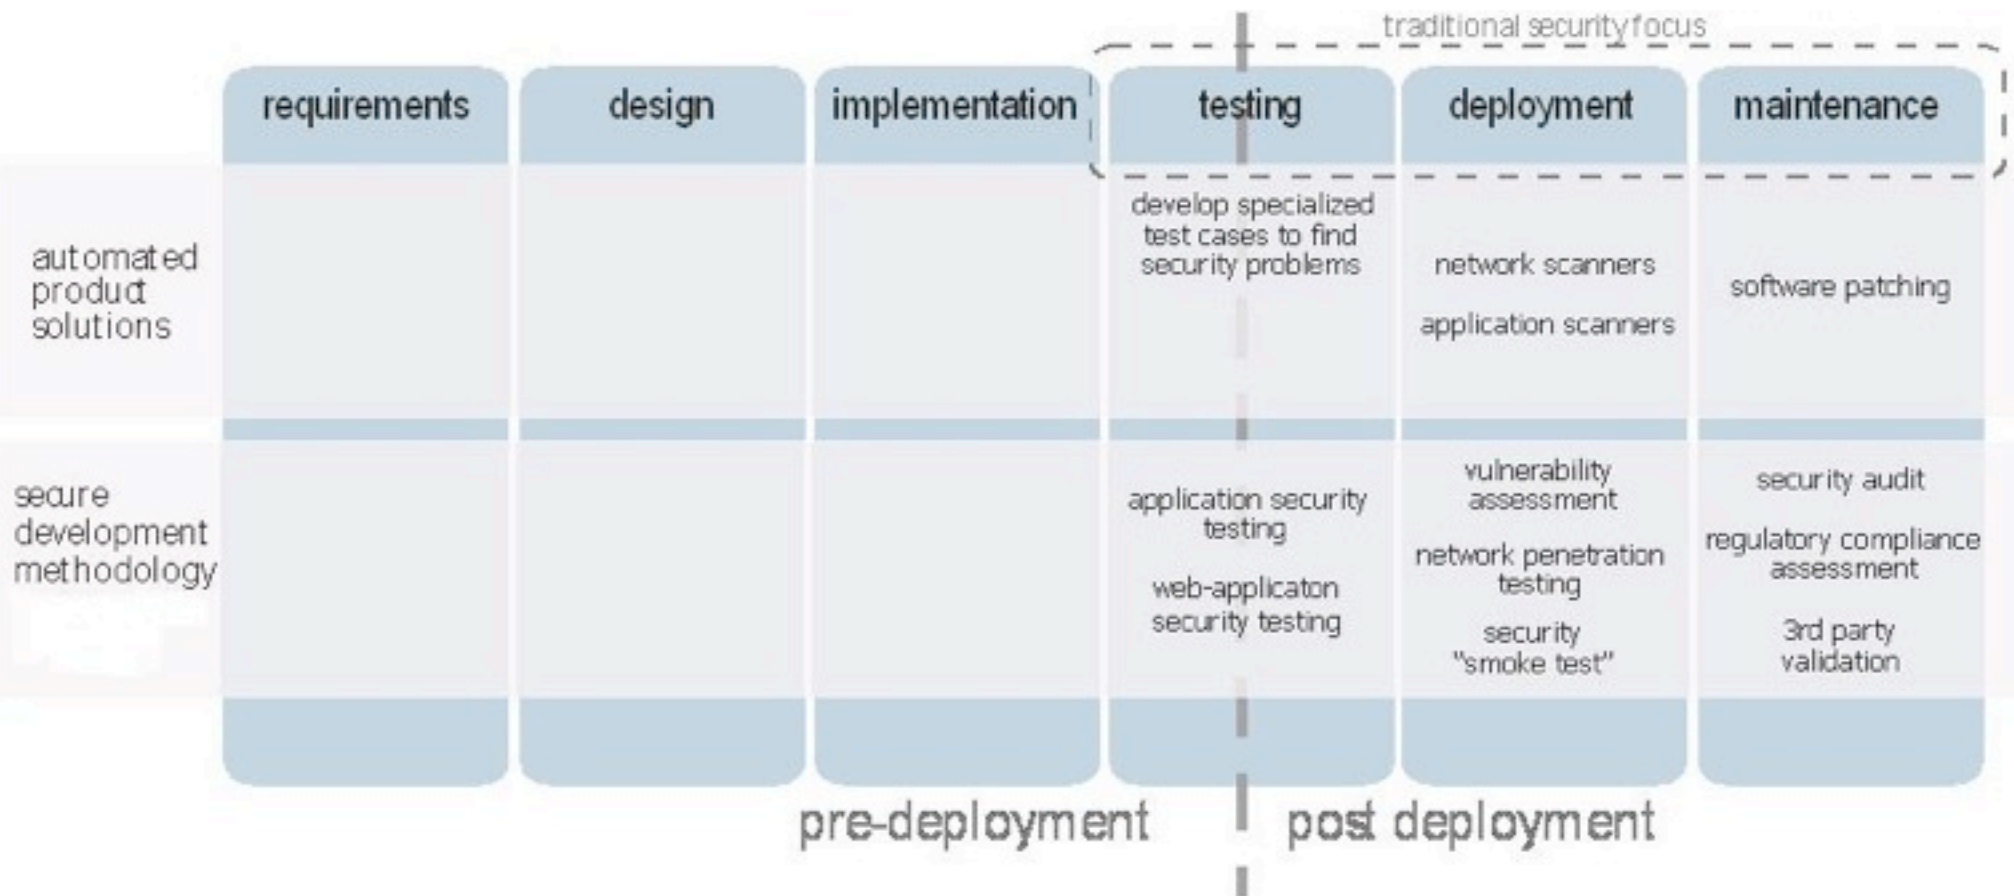 traditional security focus
requirements
design
implementation
testing
deployment
maintenance
automated
product
solutions
develop specialized
test cases to find
security problems
network scanners
application scanners
software patching
secure
development
methodology
application security
testing
web-applicaton
security testing
vulnerability
assessment
network penetration
testing
security
"smoke test"
security audit
regulatory compliance
assessment
3rd party
validation
pre-deployment
post deployment